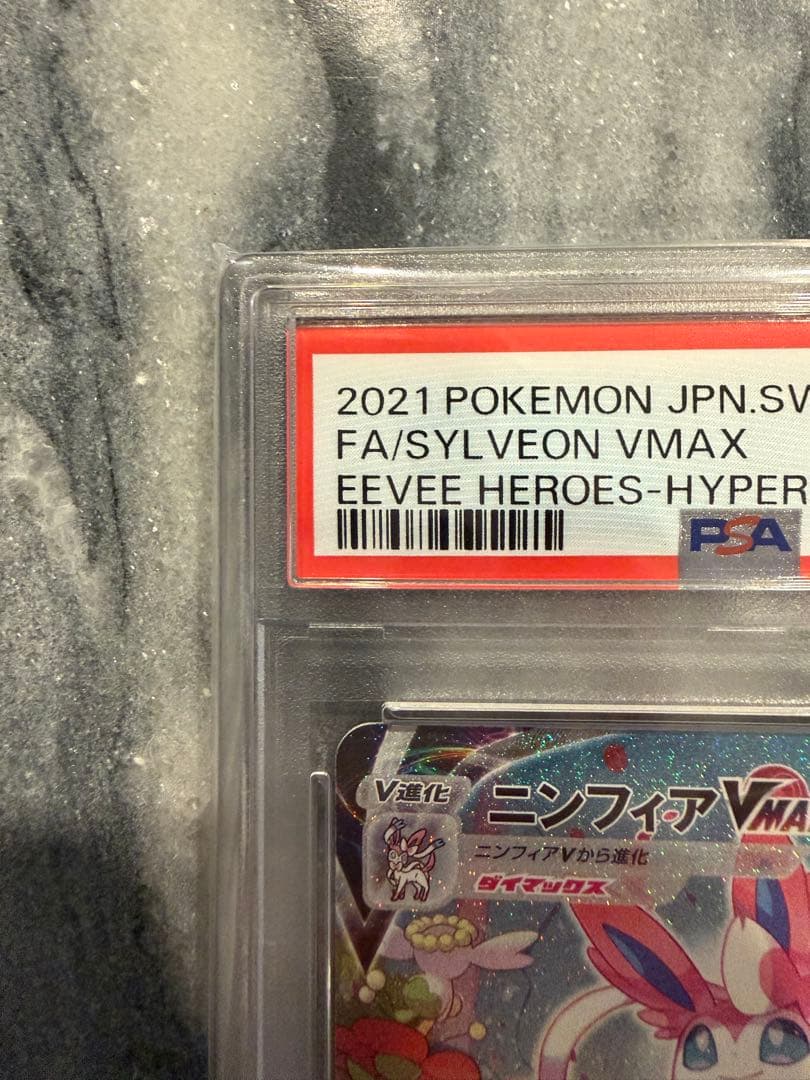 2021 POKEMON JPN.SW
FA/SYLVEON VMAX
EEVEE HEROES-HYPER
PSA
V進化
ニンフィアVMA
ニンフィアVから進化
ダイマックス